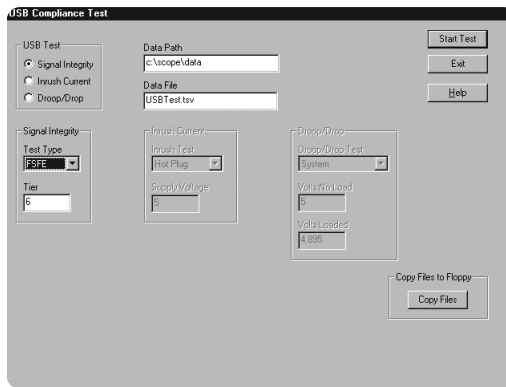 USB Compliance Test
USB Test
Signal Integrity
Inrush Current
Droop/Drop
Data Path
c:\scope\data
Data File
USBTest.tsv
Start Test
Exit
Help
Signal Integrity
Test Type
FSFE
Tier
6
Inrush Current
Inrush Test
Hot Plug
Supply Voltage
5
Droop/Drop
Droop/Drop Test
System
Volts No Load
5
Volts Loaded
4.895
Copy Files to Floppy
Copy Files